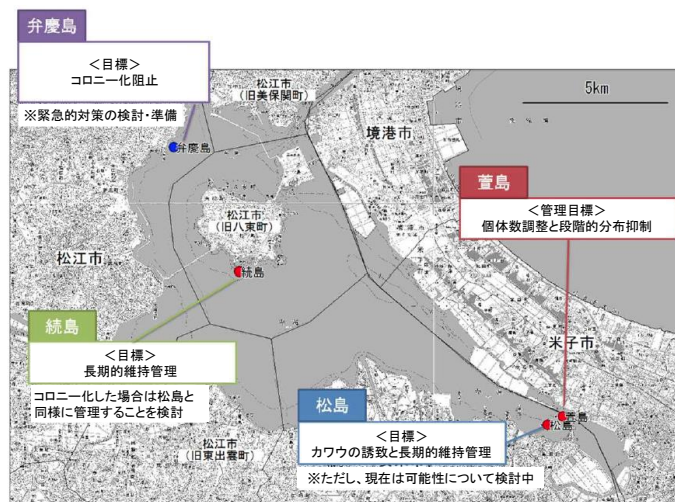 弁慶島
＜目標＞
コロニー化阻止
※緊急的対策の検討・準備
松江市
（旧美保関町）
5km
境港市
弁慶島
萱島
＜管理目標＞
個体数調整と段階的分布抑制
松江市
（旧八束町）
松江市
続島
続島
＜目標＞
長期的維持管理
コロニー化した場合は松島と
同様に管理することを検討
米子市
松島
＜目標＞
カワウの誘致と長期的維持管理
※ただし、現在は可能性について検討中
萱島
松島
松江市
（旧東出雲町）